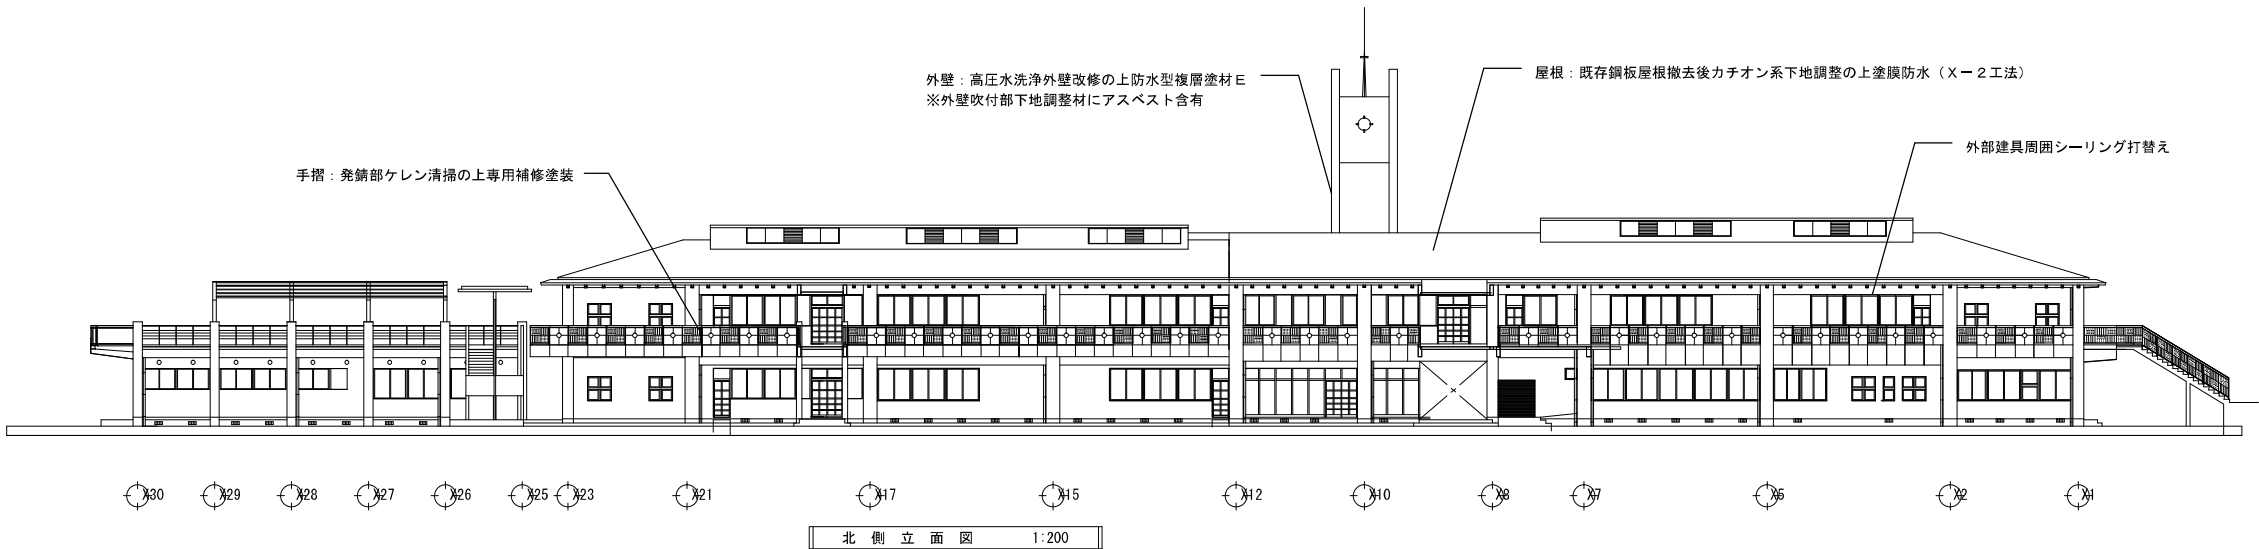 外壁：高圧水洗浄外壁改修の上防水型複層塗材Ｅ
※外壁吹付部下地調整材にアスベスト含有
屋根：既存鋼板屋根撤去後カチオン系下地調整の上塗膜防水（Ｘ－２工法）
外部建具周囲シーリング打替え
手摺：発錆部ケレン清掃の上専用補修塗装
X30 X29 X28 X27 X26 X25 X23 X21 X17 X15 X12 X10 X8 X7 X5 X2 X1
北側立面図 1:200